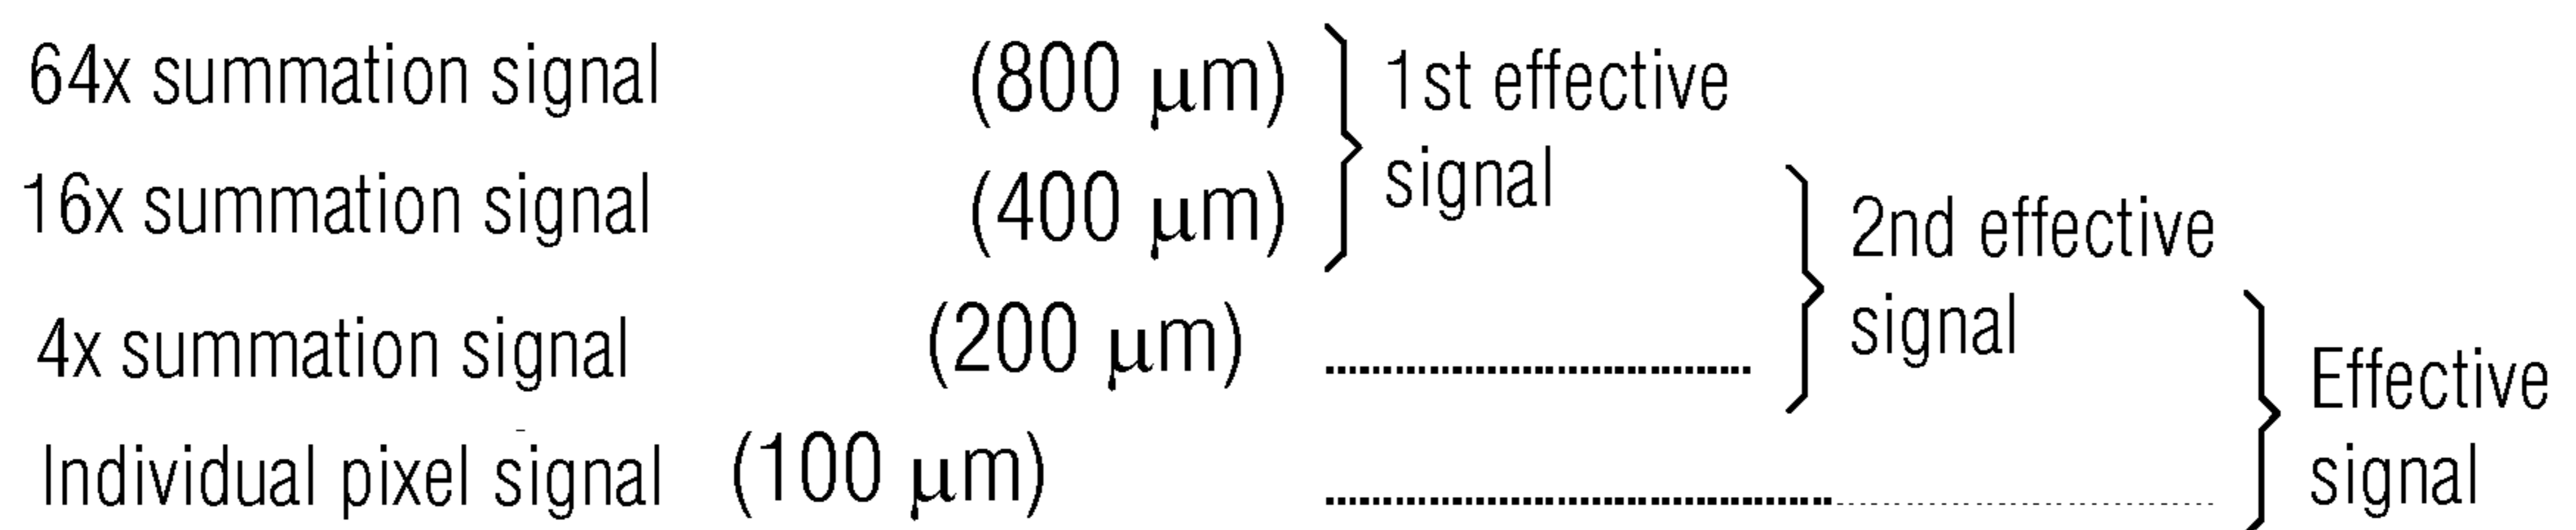 64x summation signal (800 µm) 1st effective
signal
16x summation signal (400 µm)
2nd effective
signal
4x summation signal (200 µm)
Effective
signal
Individual pixel signal (100 µm)